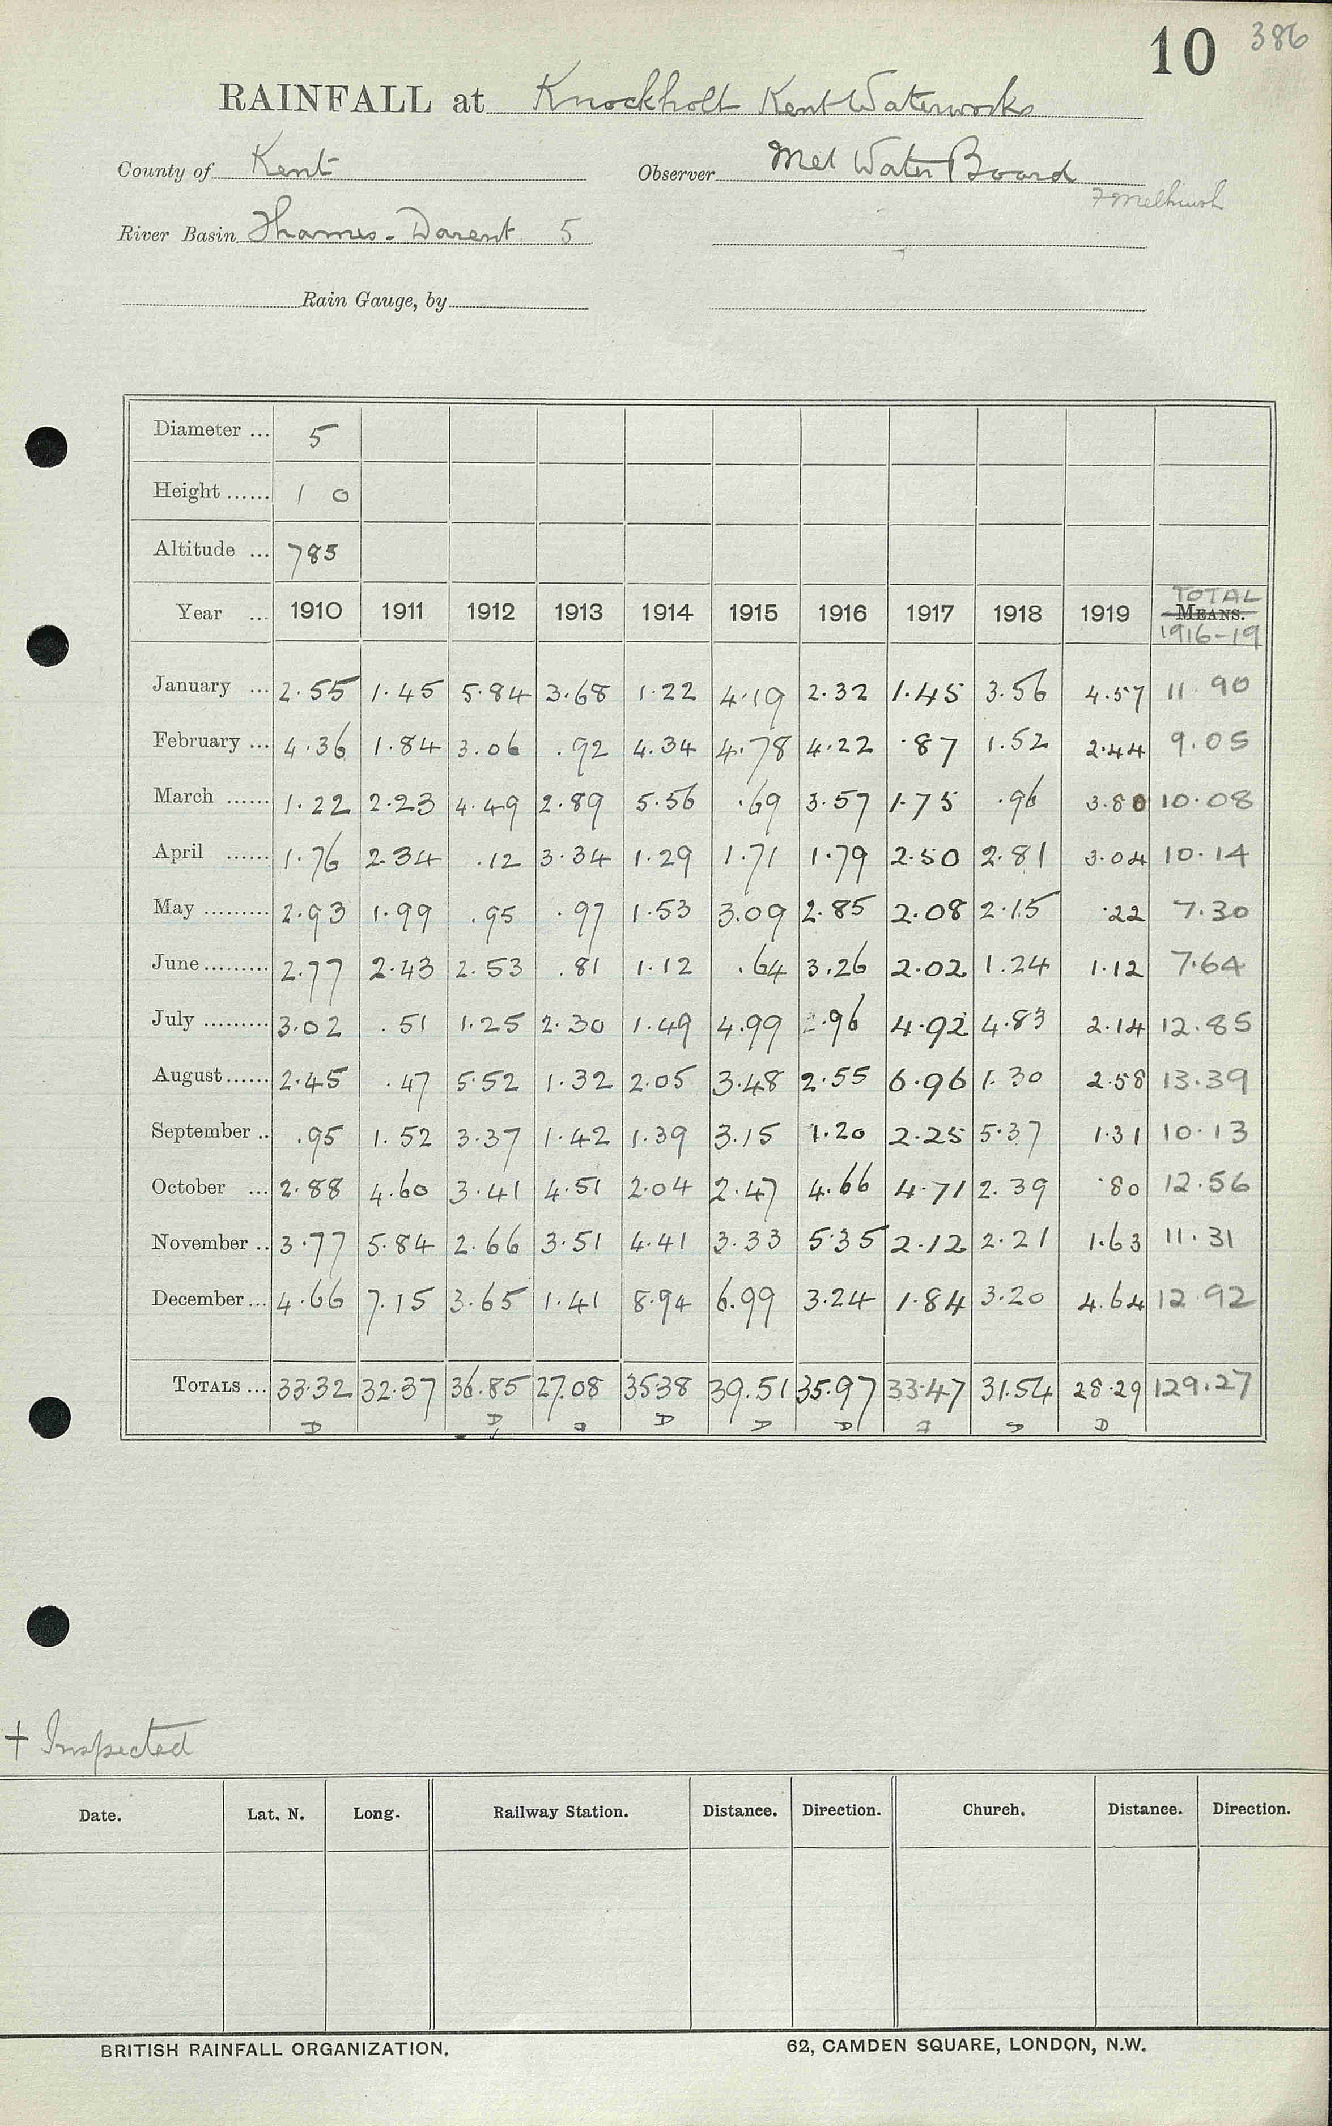 10 386
RAINFALL at Knockholt Kent Waterworks
County of Kent Observer Met Water Board
River Basin Thames - Darent 5
Rain Gauge, by
Diameter ... 5
Height ...... 1 0
Altitude ... 785
TOTAL
Year ... 1910 1911 1912 1913 1914 1915 1916 1917 1918 1919 MEANS.
1916-19
January ... 2.55 1.45 5.84 3.68 1.22 4.19 2.32 1.45 3.56 4.57 11.90
February ... 4.36 1.84 3.06 .92 4.34 4.78 4.22 .87 1.52 2.44 9.05
March ...... 1.22 2.23 4.49 2.89 5.56 .69 3.57 1.75 .96 3.80 10.08
April ...... 1.76 2.34 .12 3.34 1.29 1.71 1.79 2.50 2.81 3.04 10.14
May ......... 2.93 1.99 .95 .97 1.53 3.09 2.85 2.08 2.15 .22 7.30
June ......... 2.77 2.43 2.53 .81 1.12 .64 3.26 2.02 1.24 1.12 7.64
July ......... 3.02 .51 1.25 2.30 1.49 4.99 2.96 4.92 4.83 2.14 12.85
August ...... 2.45 .47 5.52 1.32 2.05 3.48 2.55 6.96 1.30 2.58 13.39
September .. .95 1.52 3.37 1.42 1.39 3.15 1.20 2.25 5.37 1.31 10.13
October ... 2.88 4.60 3.41 4.51 2.04 2.47 4.66 4.71 2.39 .80 12.56
November .. 3.77 5.84 2.66 3.51 4.41 3.33 5.35 2.12 2.21 1.63 11.31
December ... 4.66 7.15 3.65 1.41 8.94 6.99 3.24 1.84 3.20 4.64 12.92
TOTALS ... 33.32 32.37 36.85 27.08 35.38 39.51 35.97 33.47 31.54 28.29 129.27
D D D D D D D
† Inspected
Date. Lat. N. Long. Railway Station. Distance. Direction. Church. Distance. Direction.
BRITISH RAINFALL ORGANIZATION. 62, CAMDEN SQUARE, LONDON, N.W.